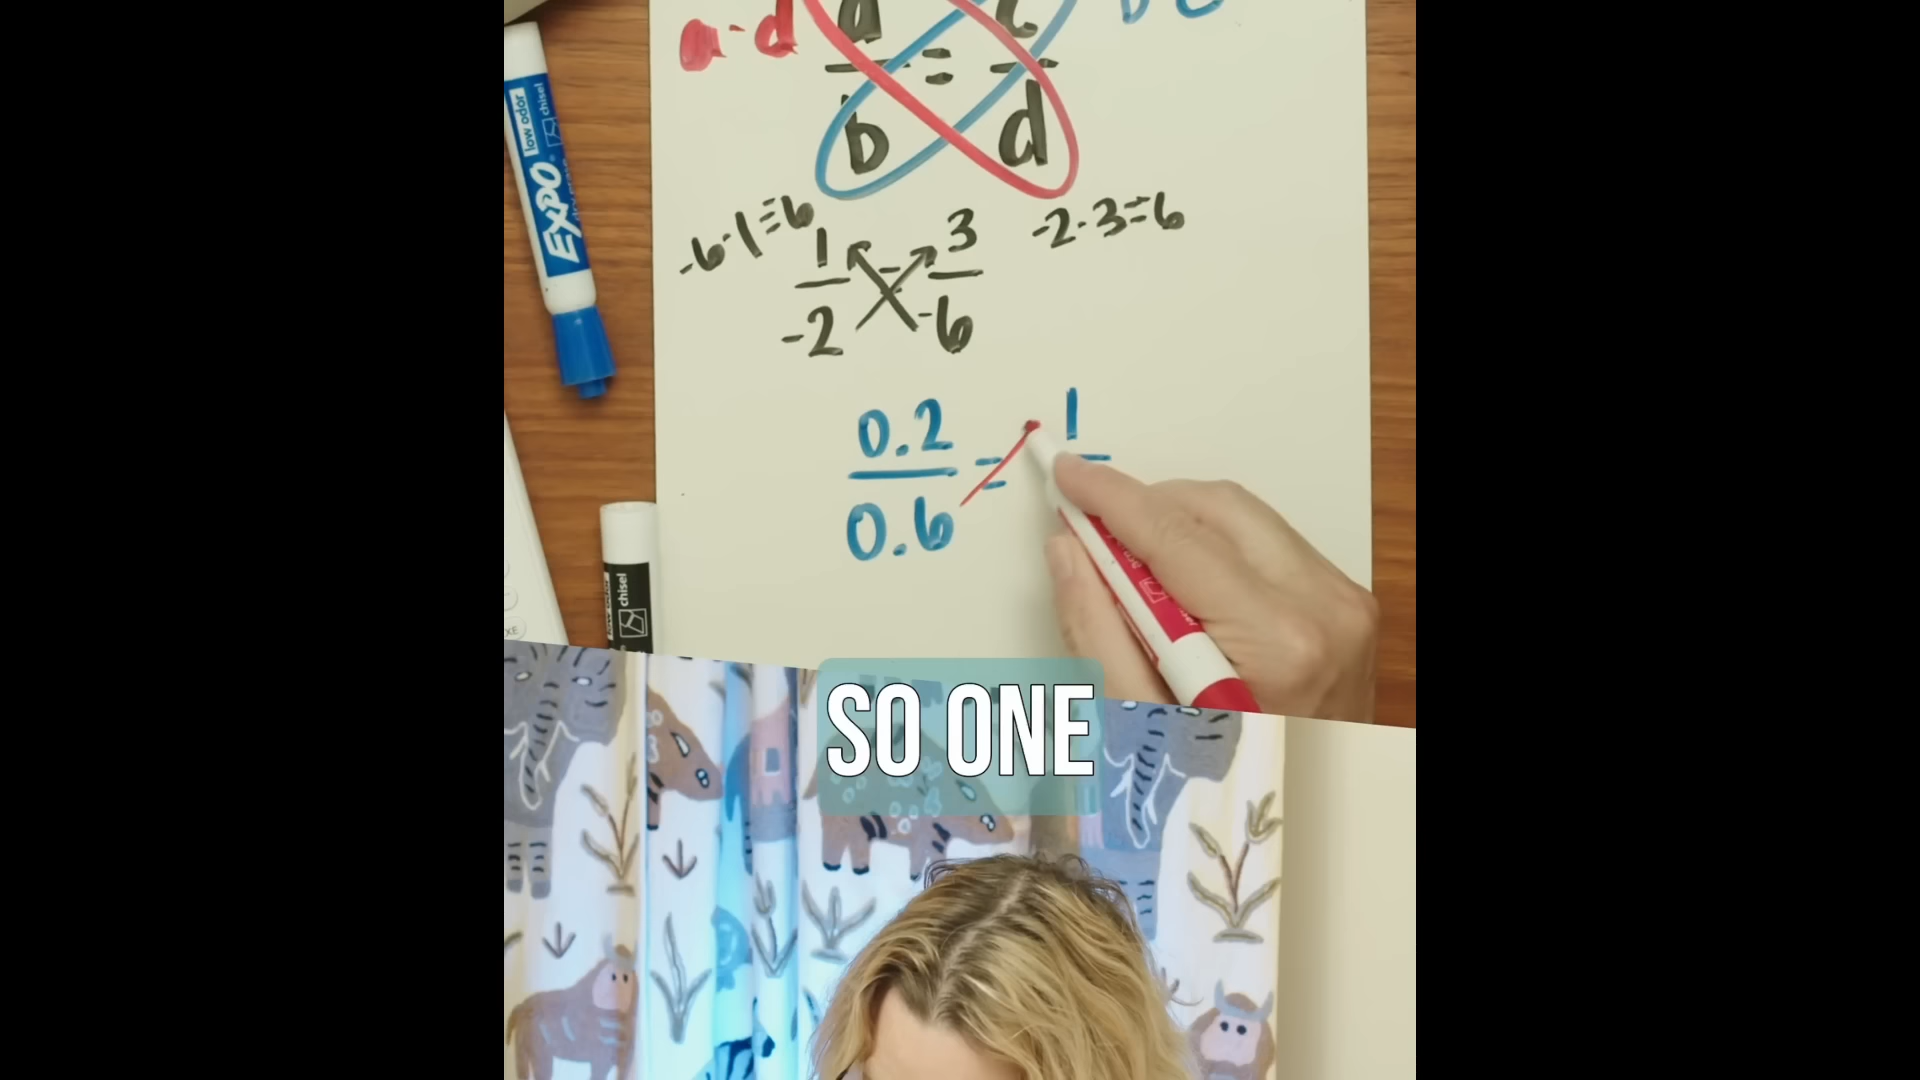 a·d
a/b = c/d
-6·1=6
1/-2 = 3/-6
-2·3=6
0.2/0.6 = 1
low odor
chisel
EXPO
chisel
XE
SO ONE